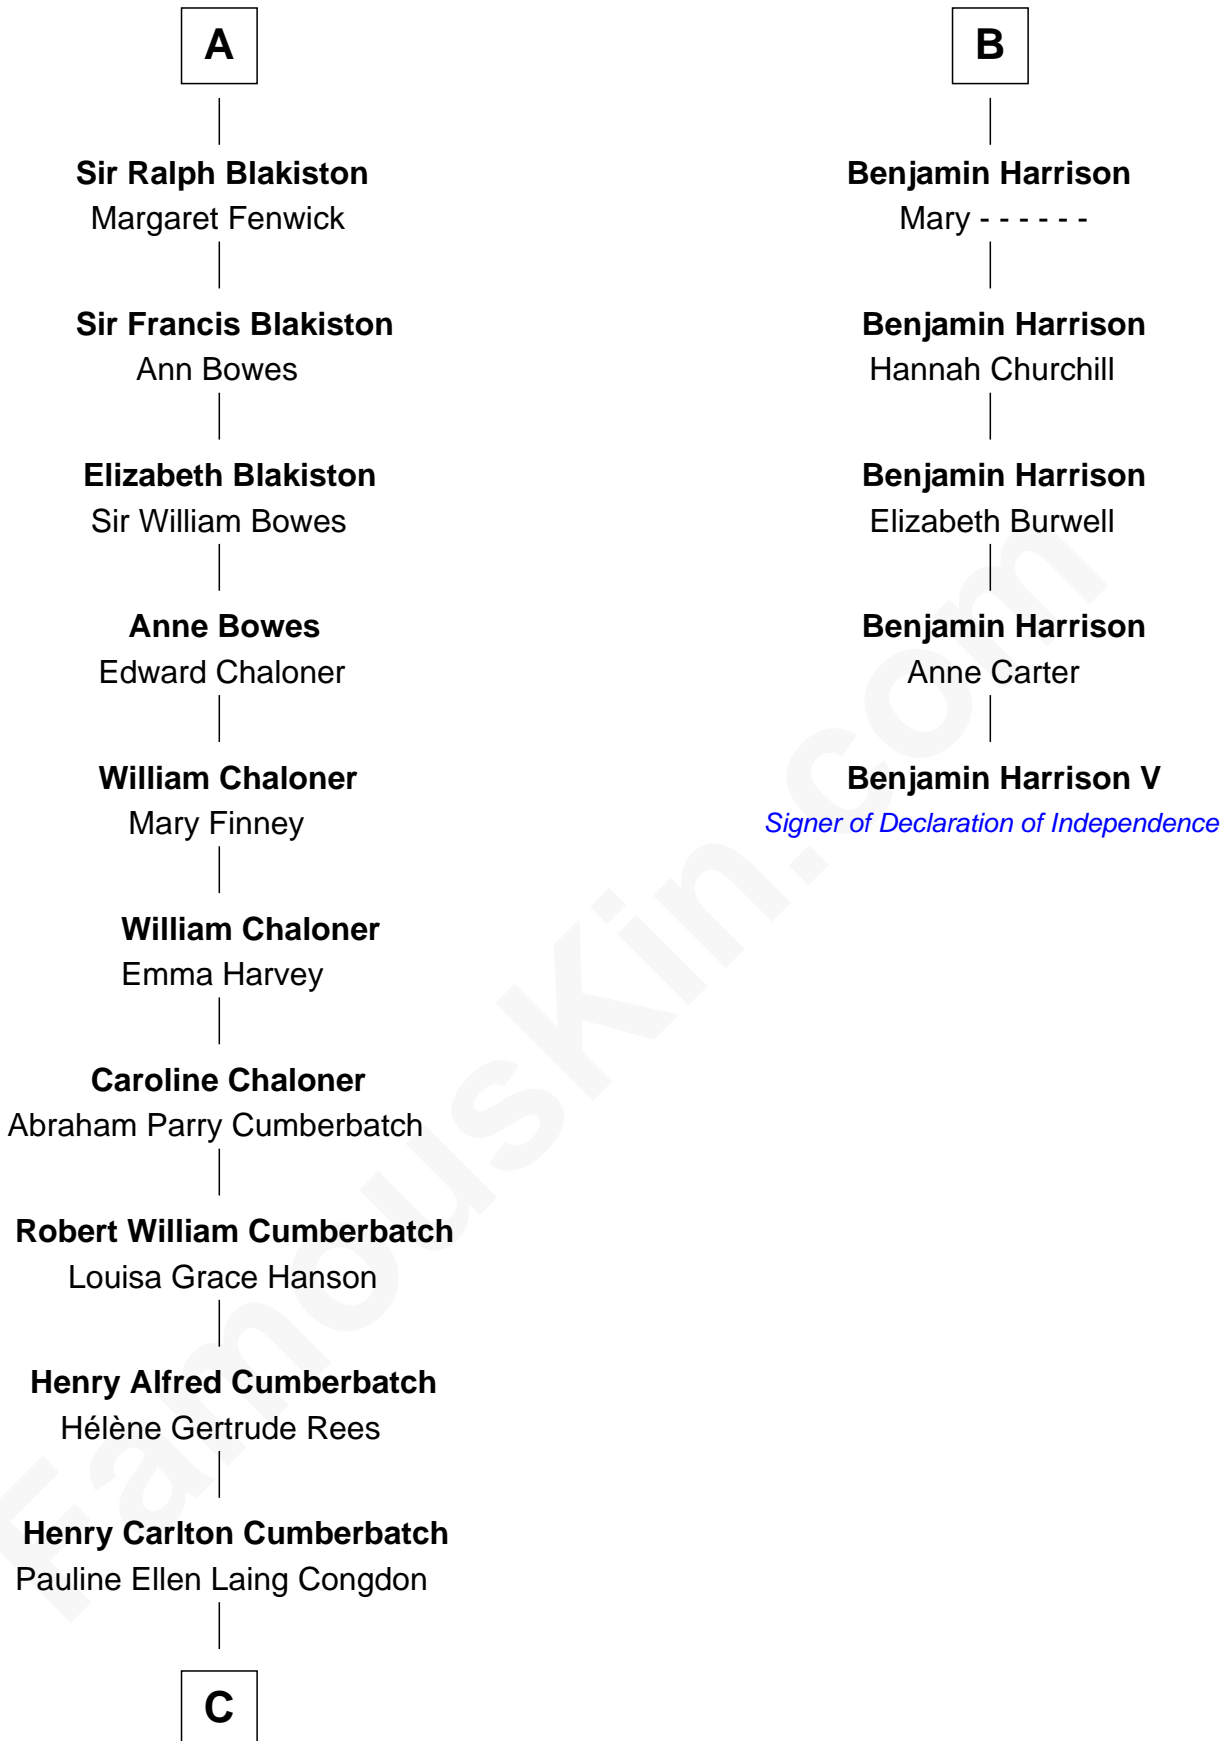 A
Sir Ralph Blakiston
Margaret Fenwick
Sir Francis Blakiston
Ann Bowes
Elizabeth Blakiston
Sir William Bowes
Anne Bowes
Edward Chaloner
William Chaloner
Mary Finney
William Chaloner
Emma Harvey
Caroline Chaloner
Abraham Parry Cumberbatch
Robert William Cumberbatch
Louisa Grace Hanson
Henry Alfred Cumberbatch
Hélène Gertrude Rees
Henry Carlton Cumberbatch
Pauline Ellen Laing Congdon
C
B
Benjamin Harrison
Mary - - - - - -
Benjamin Harrison
Hannah Churchill
Benjamin Harrison
Elizabeth Burwell
Benjamin Harrison
Anne Carter
Benjamin Harrison V
Signer of Declaration of Independence
FamousKin.com